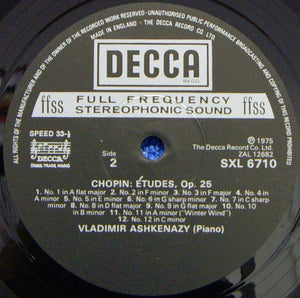 ALL RIGHTS OF THE MANUFACTURER AND OF THE OWNER OF THE RECORDED WORK RESERVED · UNAUTHORISED PUBLIC PERFORMANCE BROADCASTING AND COPYING OF THIS RECORD PROHIBITED
MADE IN ENGLAND · THE DECCA RECORD CO. LTD.
DECCA
ffss FULL FREQUENCY ffss
STEREOPHONIC SOUND
SPEED 33⅓
℗ 1975
The Decca Record Co. Ltd.
ZAL 12682
DECCA
(REGD. TRADE MARK)
Side
2
SXL 6710
CHOPIN: ETUDES, Op. 25
1. No. 1 in A flat major 2. No. 2 in F minor 3. No. 3 in F major 4. No. 4 in
A minor 5. No. 5 in E minor 6. No. 6 in G sharp minor 7. No. 7 in C sharp
minor 8. No. 8 in D flat major 9. No. 9 in G flat major 10. No. 10
in B minor 11. No. 11 in A minor ("Winter Wind")
12. No. 12 in C minor
VLADIMIR ASHKENAZY (Piano)